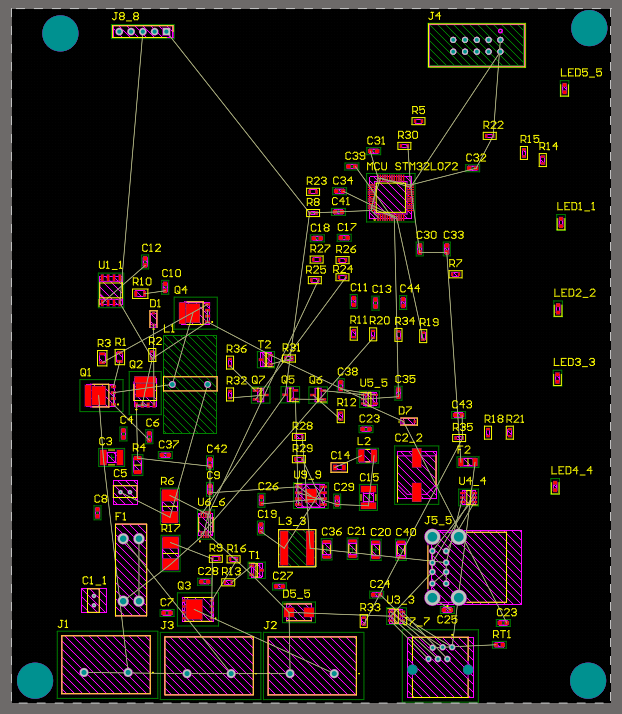 J8_8
J4
LED5_5
R5
R22
C31
R30
R15
R14
C39
MCU STM32L072
C32
R23
C34
R8
C41
LED1_1
C18
C17
C30
C33
C12
R27
R26
R7
U1_1
R25
R24
C10
R10
Q4
LED2_2
C11
C13
C44
D1
L1
R11
R20
R34
R19
R3
R1
R2
T2
R31
R36
Q2
LED3_3
Q1
C38
U5_5
C35
R32
Q7
Q5
Q6
R12
D7
C43
C4
C6
C23
R28
R35
R18
R21
C3
R4
C37
C42
R29
L2
C2_2
F2
C14
LED4_4
C5
R6
C9
U9_9
C15
U4_4
C8
C26
C29
F1
U6_6
C19
L3_3
J5_5
R17
C36
C21
C20
C40
R9
R16
T1
C1_1
C28
R13
C27
C24
Q3
D5_5
C7
R33
U3_3
C25
C23
J1
J3
J2
7_7
RT1